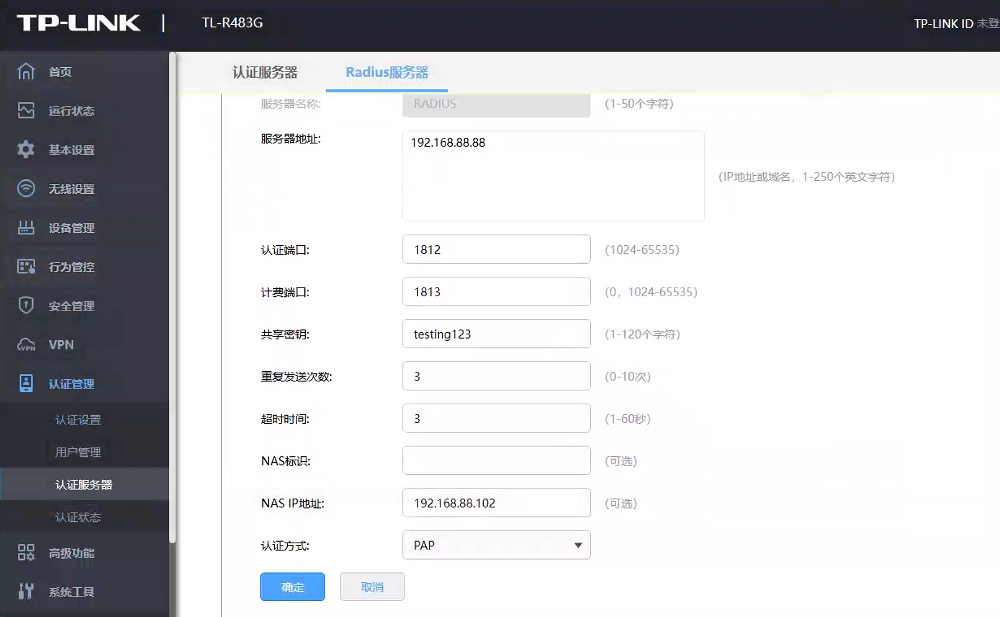 TP-LINK | TL-R483G
TP-LINK ID 未登
首页
运行状态
基本设置
无线设置
设备管理
行为管控
安全管理
VPN
认证管理
认证设置
用户管理
认证服务器
认证状态
高级功能
系统工具
认证服务器 Radius服务器
服务器名称: RADIUS (1-50个字符)
服务器地址: 192.168.88.88 (IP地址或域名，1-250个英文字符)
认证端口: 1812 (1024-65535)
计费端口: 1813 (0，1024-65535)
共享密钥: testing123 (1-120个字符)
重复发送次数: 3 (0-10次)
超时时间: 3 (1-60秒)
NAS标识: (可选)
NAS IP地址: 192.168.88.102 (可选)
认证方式: PAP
确定 取消